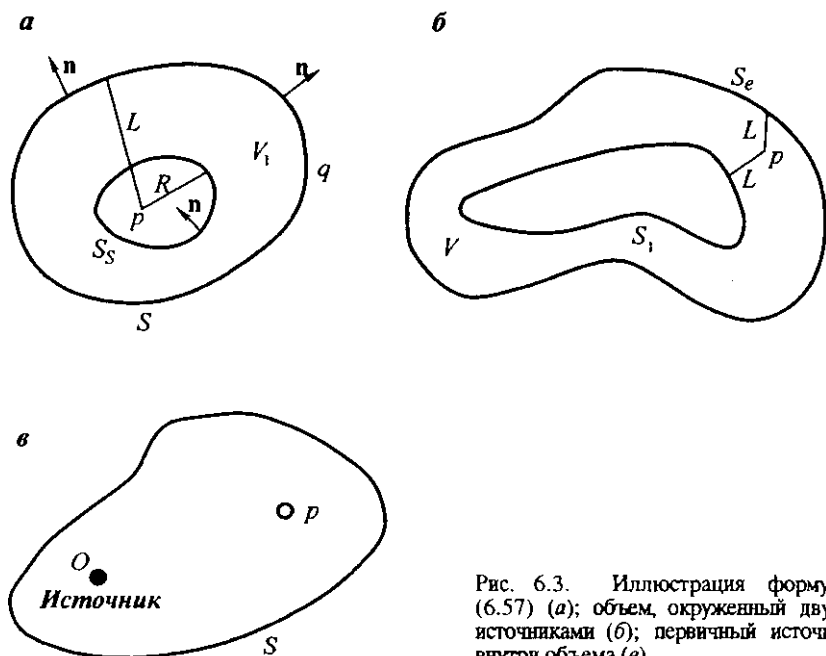 а
n
n
L
V₁
q
R
p
n
S_S
S
б
S_e
L
p
L
S₁
V
в
p
O
Источник
S
Рис. 6.3. Иллюстрация форму
(6.57) (а); объем, окруженный дву
источниками (б); первичный источн
внутри объема (в)